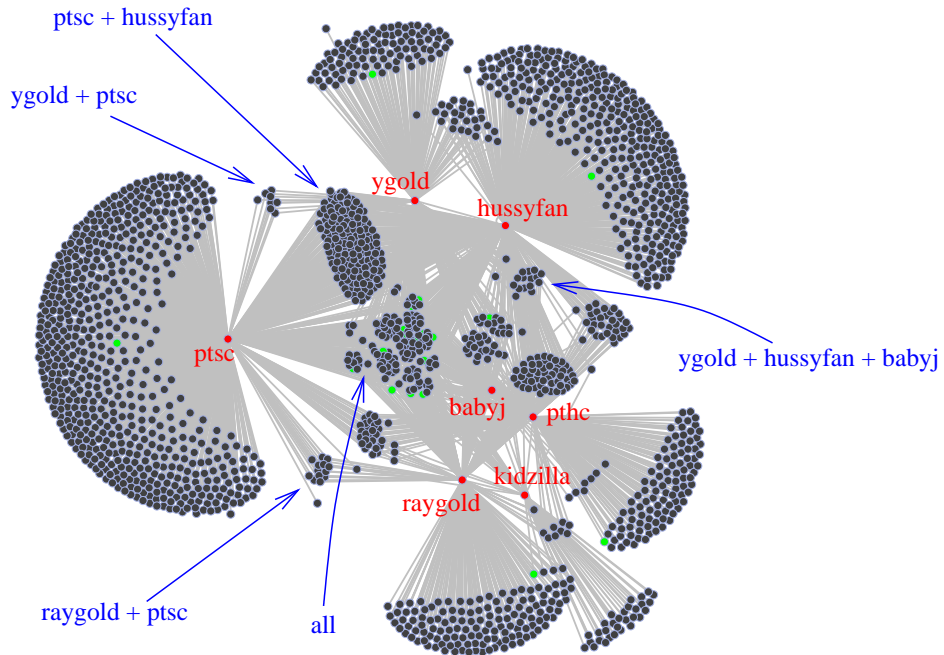 ptsc + hussyfan
ygold + ptsc
ygold
hussyfan
ptsc
ygold + hussyfan + babyj
babyj
pthc
kidzilla
raygold
raygold + ptsc
all